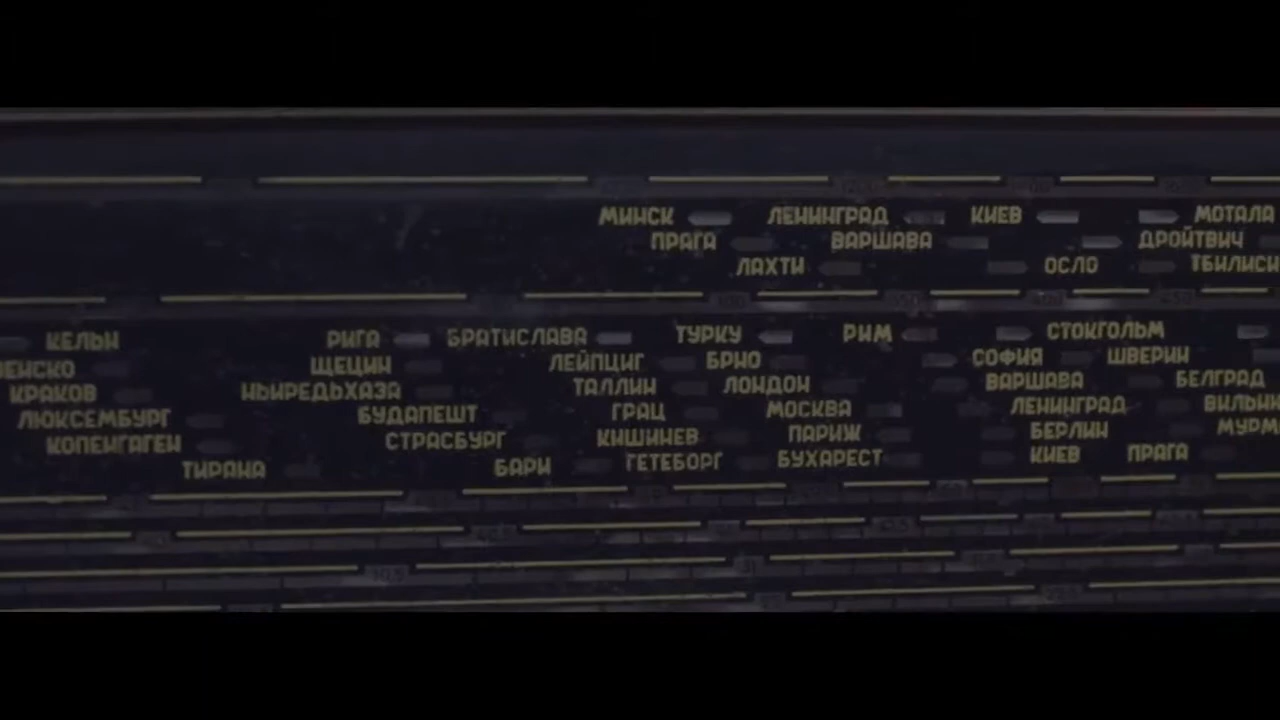 МИНСК ЛЕНИНГРАД КИЕВ МОТАЛА
ПРАГА ВАРШАВА ДРОЙТВИЧ
ЛАХТИ ОСЛО ТБИЛИСИ
КЕЛЬН РИГА БРАТИСЛАВА ТУРКУ РИМ СТОКГОЛЬМ
ЩЕЦИН ЛЕЙПЦИГ БРНО СОФИЯ ШВЕРИН
КРАКОВ НЬИРЕДЬХАЗА ТАЛЛИН ЛОНДОН ВАРШАВА БЕЛГРАД
ЛЮКСЕМБУРГ БУДАПЕШТ ГРАЦ МОСКВА ЛЕНИНГРАД ВИЛЬНЮ
КОПЕНГАГЕН СТРАСБУРГ КИШИНЕВ ПАРИЖ БЕРЛИН МУРМ
ТИРАНА БАРИ ГЕТЕБОРГ БУХАРЕСТ КИЕВ ПРАГА